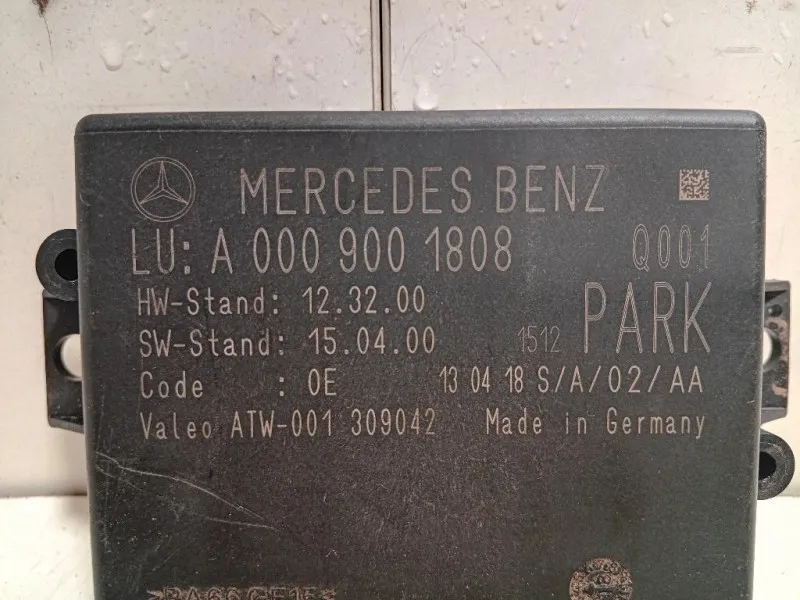 MERCEDES BENZ
LU: A 000 900 1808 Q001
HW-Stand: 12.32.00
SW-Stand: 15.04.00 1512 PARK
Code : 0E 13 04 18 S/A/02/AA
Valeo ATW-001 309042 Made in Germany